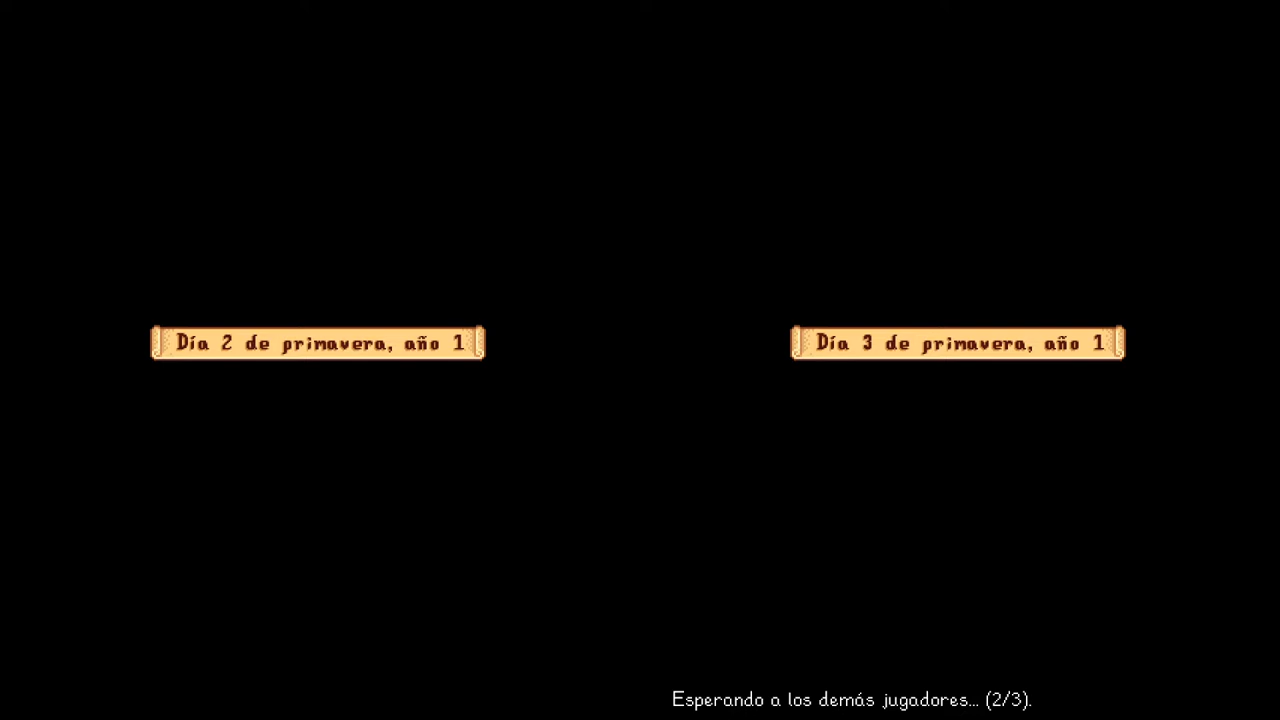 Día 2 de primavera, año 1
Día 3 de primavera, año 1
Esperando a los demás jugadores... (2/3).